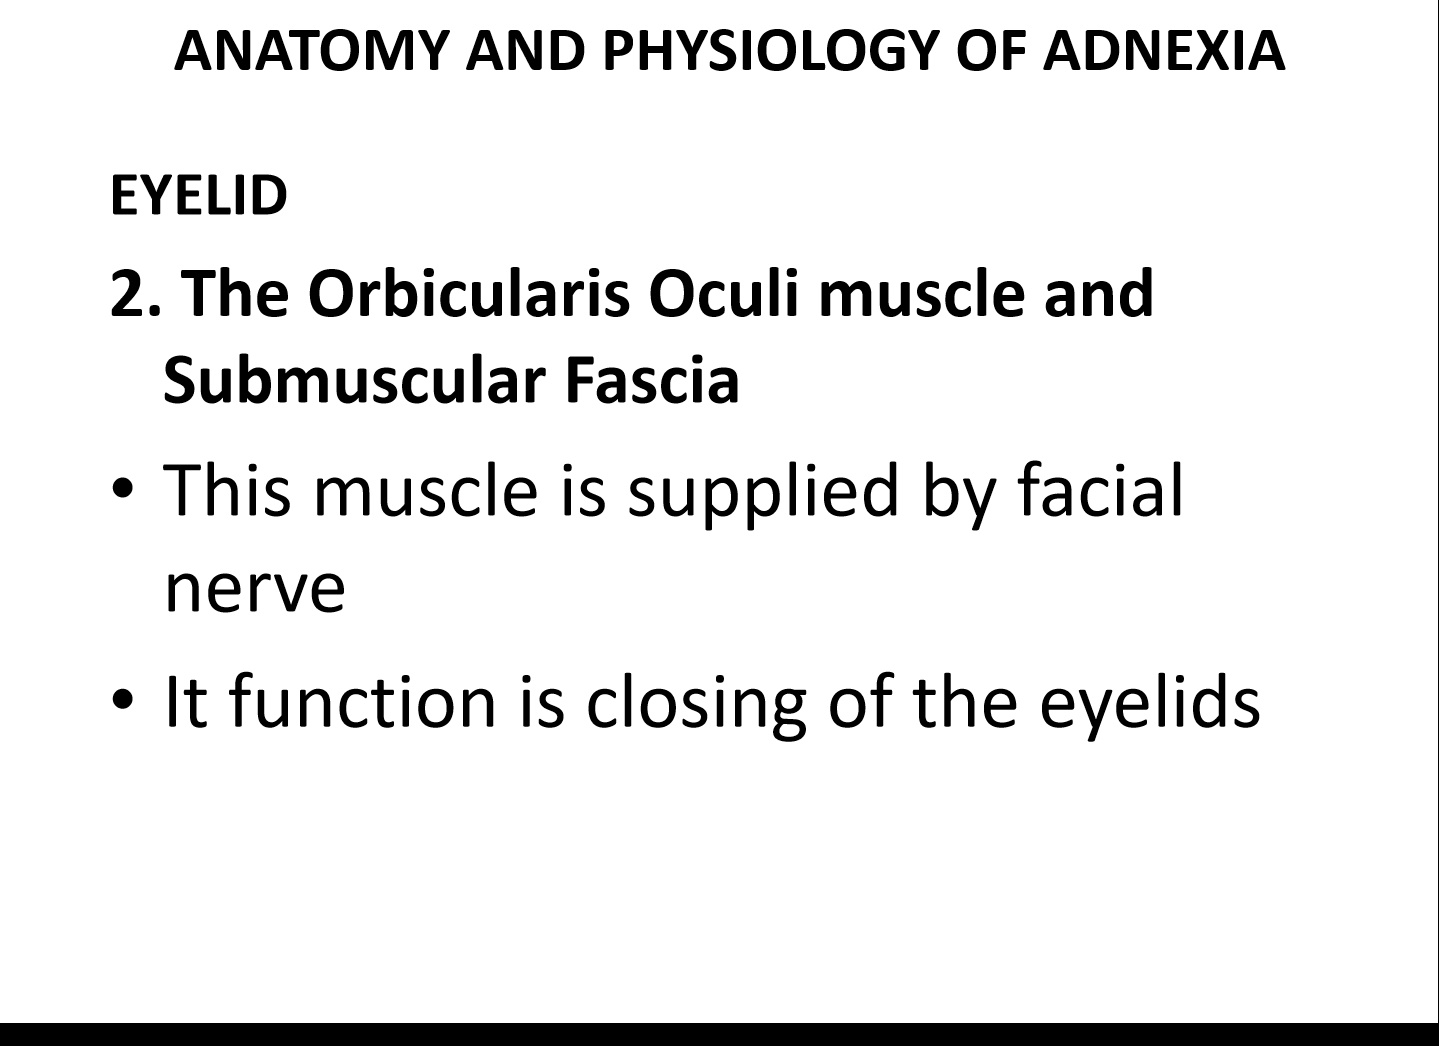 ANATOMY AND PHYSIOLOGY OF ADNEXIA
EYELID
2. The Orbicularis Oculi muscle and
Submuscular Fascia
• This muscle is supplied by facial
nerve
• It function is closing of the eyelids